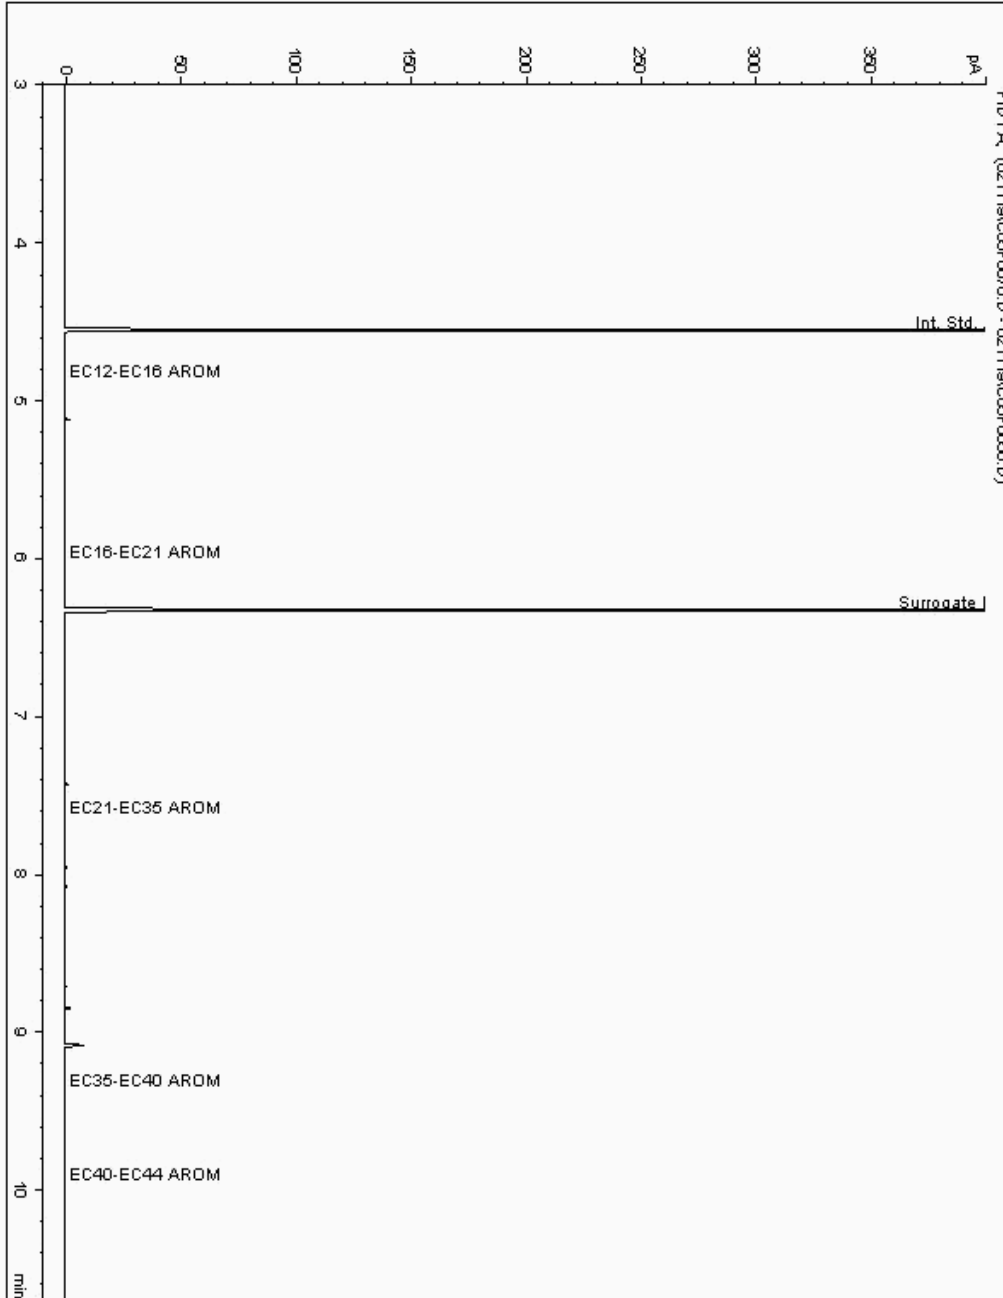 0
50
100
150
200
250
300
350
pA
3
4
Int. Std.
EC12-EC16 AROM
5
EC16-EC21 AROM
6
Surrogate
7
EC21-EC35 AROM
8
9
EC35-EC40 AROM
EC40-EC44 AROM
10
min